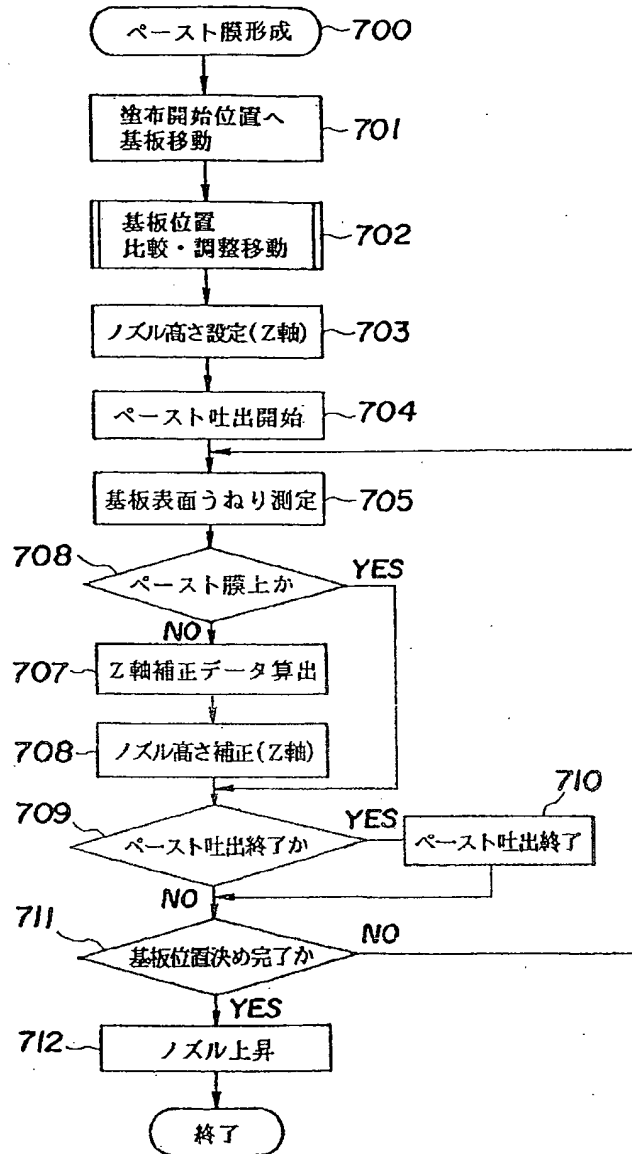 ペースト膜形成
700
塗布開始位置へ
基板移動
701
基板位置
比較・調整移動
702
ノズル高さ設定(Z軸)
703
ペースト吐出開始
704
基板表面うねり測定
705
708
ペースト膜上か
YES
NO
707
Z軸補正データ算出
708
ノズル高さ補正(Z軸)
709
ペースト吐出終了か
YES
710
ペースト吐出終了
NO
711
基板位置決め完了か
NO
YES
712
ノズル上昇
終了